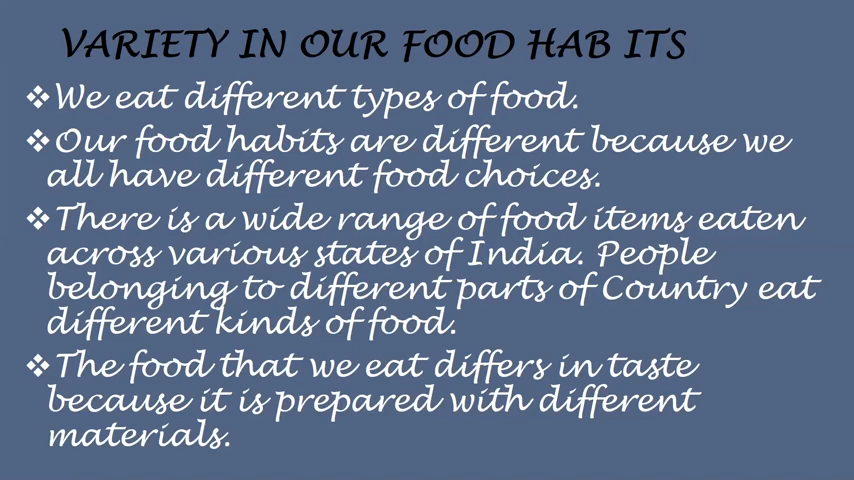 VARIETY IN OUR FOOD HAB ITS
❖We eat different types of food.
❖Our food habits are different because we
all have different food choices.
❖There is a wide range of food items eaten
across various states of India. People
belonging to different parts of Country eat
different kinds of food.
❖The food that we eat differs in taste
because it is prepared with different
materials.